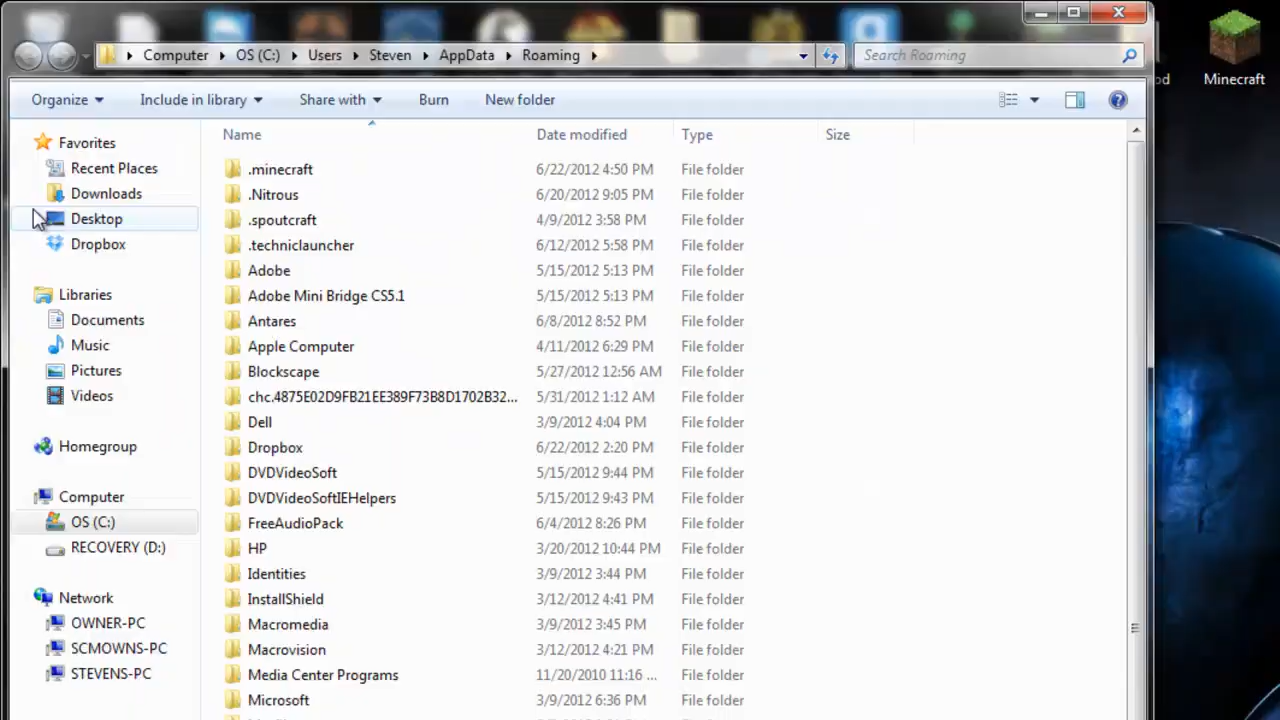 Computer OS (C:) Users Steven AppData Roaming Search Roaming
Organize Include in library Share with Burn New folder
Name Date modified Type Size
Favorites
Recent Places
Downloads
Desktop
Dropbox
Libraries
Documents
Music
Pictures
Videos
Homegroup
Computer
OS (C:)
RECOVERY (D:)
Network
OWNER-PC
SCMOWNS-PC
STEVENS-PC
.minecraft 6/22/2012 4:50 PM File folder
.Nitrous 6/20/2012 9:05 PM File folder
.spoutcraft 4/9/2012 3:58 PM File folder
.techniclauncher 6/12/2012 5:58 PM File folder
Adobe 5/15/2012 5:13 PM File folder
Adobe Mini Bridge CS5.1 5/15/2012 5:13 PM File folder
Antares 6/8/2012 8:52 PM File folder
Apple Computer 4/11/2012 6:29 PM File folder
Blockscape 5/27/2012 12:56 AM File folder
chc.4875E02D9FB21EE389F73B8D1702B32... 5/31/2012 1:12 AM File folder
Dell 3/9/2012 4:04 PM File folder
Dropbox 6/22/2012 2:20 PM File folder
DVDVideoSoft 5/15/2012 9:44 PM File folder
DVDVideoSoftIEHelpers 5/15/2012 9:43 PM File folder
FreeAudioPack 6/4/2012 8:26 PM File folder
HP 3/20/2012 10:44 PM File folder
Identities 3/9/2012 3:44 PM File folder
InstallShield 3/12/2012 4:41 PM File folder
Macromedia 3/9/2012 3:45 PM File folder
Macrovision 3/12/2012 4:21 PM File folder
Media Center Programs 11/20/2010 11:16 ... File folder
Microsoft 3/9/2012 6:36 PM File folder
Minecraft